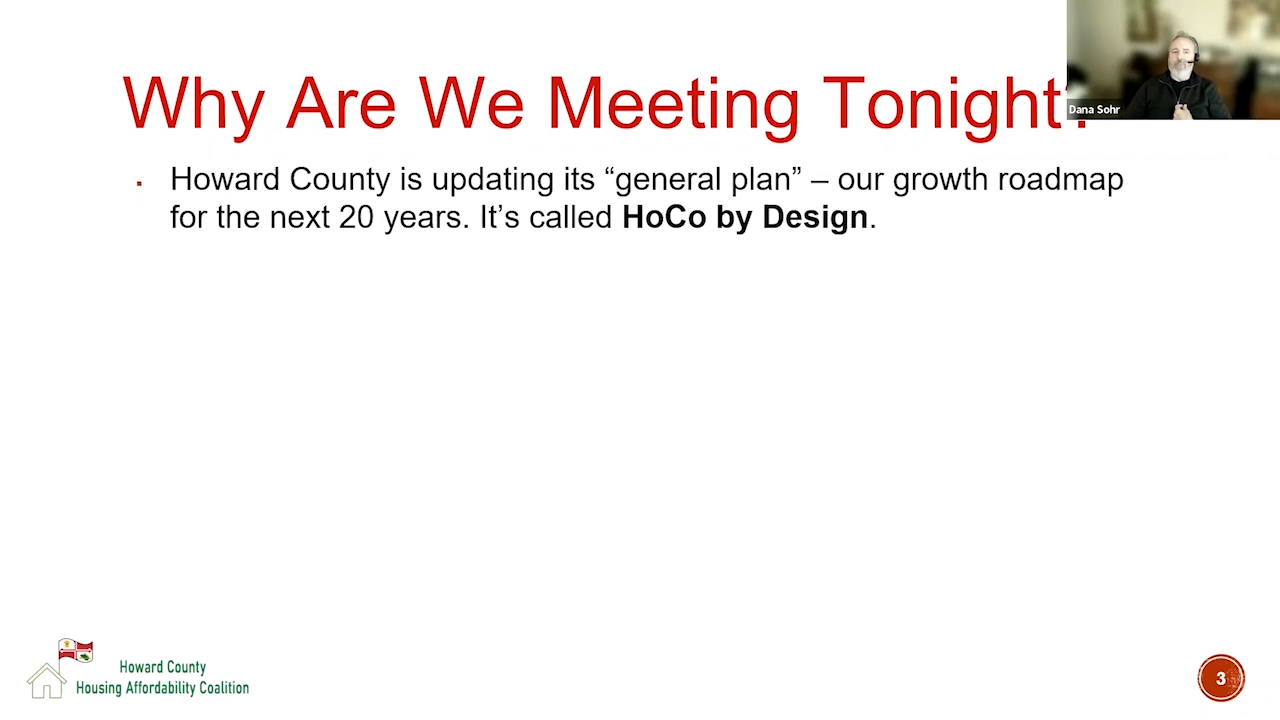 Why Are We Meeting Tonight?
Dana Sohr
▪ Howard County is updating its “general plan” – our growth roadmap
for the next 20 years. It’s called HoCo by Design.
Howard County
Housing Affordability Coalition
3